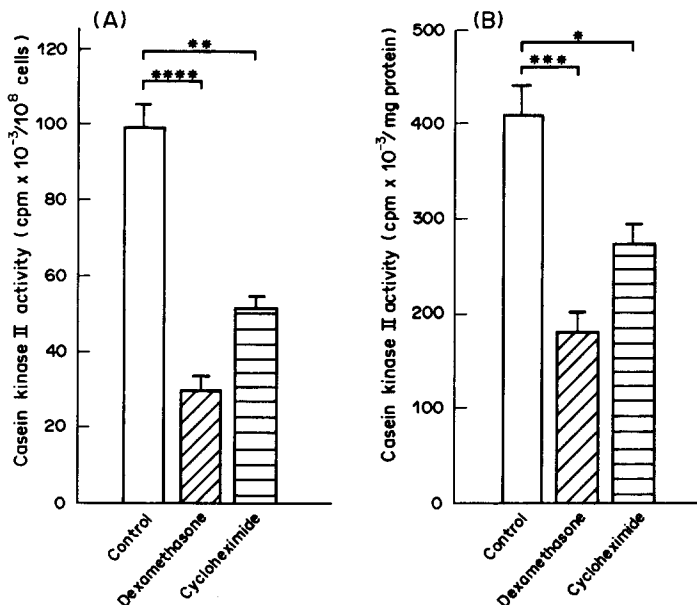 (A)
Casein kinase II activity (cpm x 10⁻³/10⁸ cells)
120
100
80
60
40
20
0
**
****
Control
Dexamethasone
Cycloheximide
(B)
Casein kinase II activity (cpm x 10⁻³/mg protein)
500
400
300
200
100
0
*
***
Control
Dexamethasone
Cycloheximide